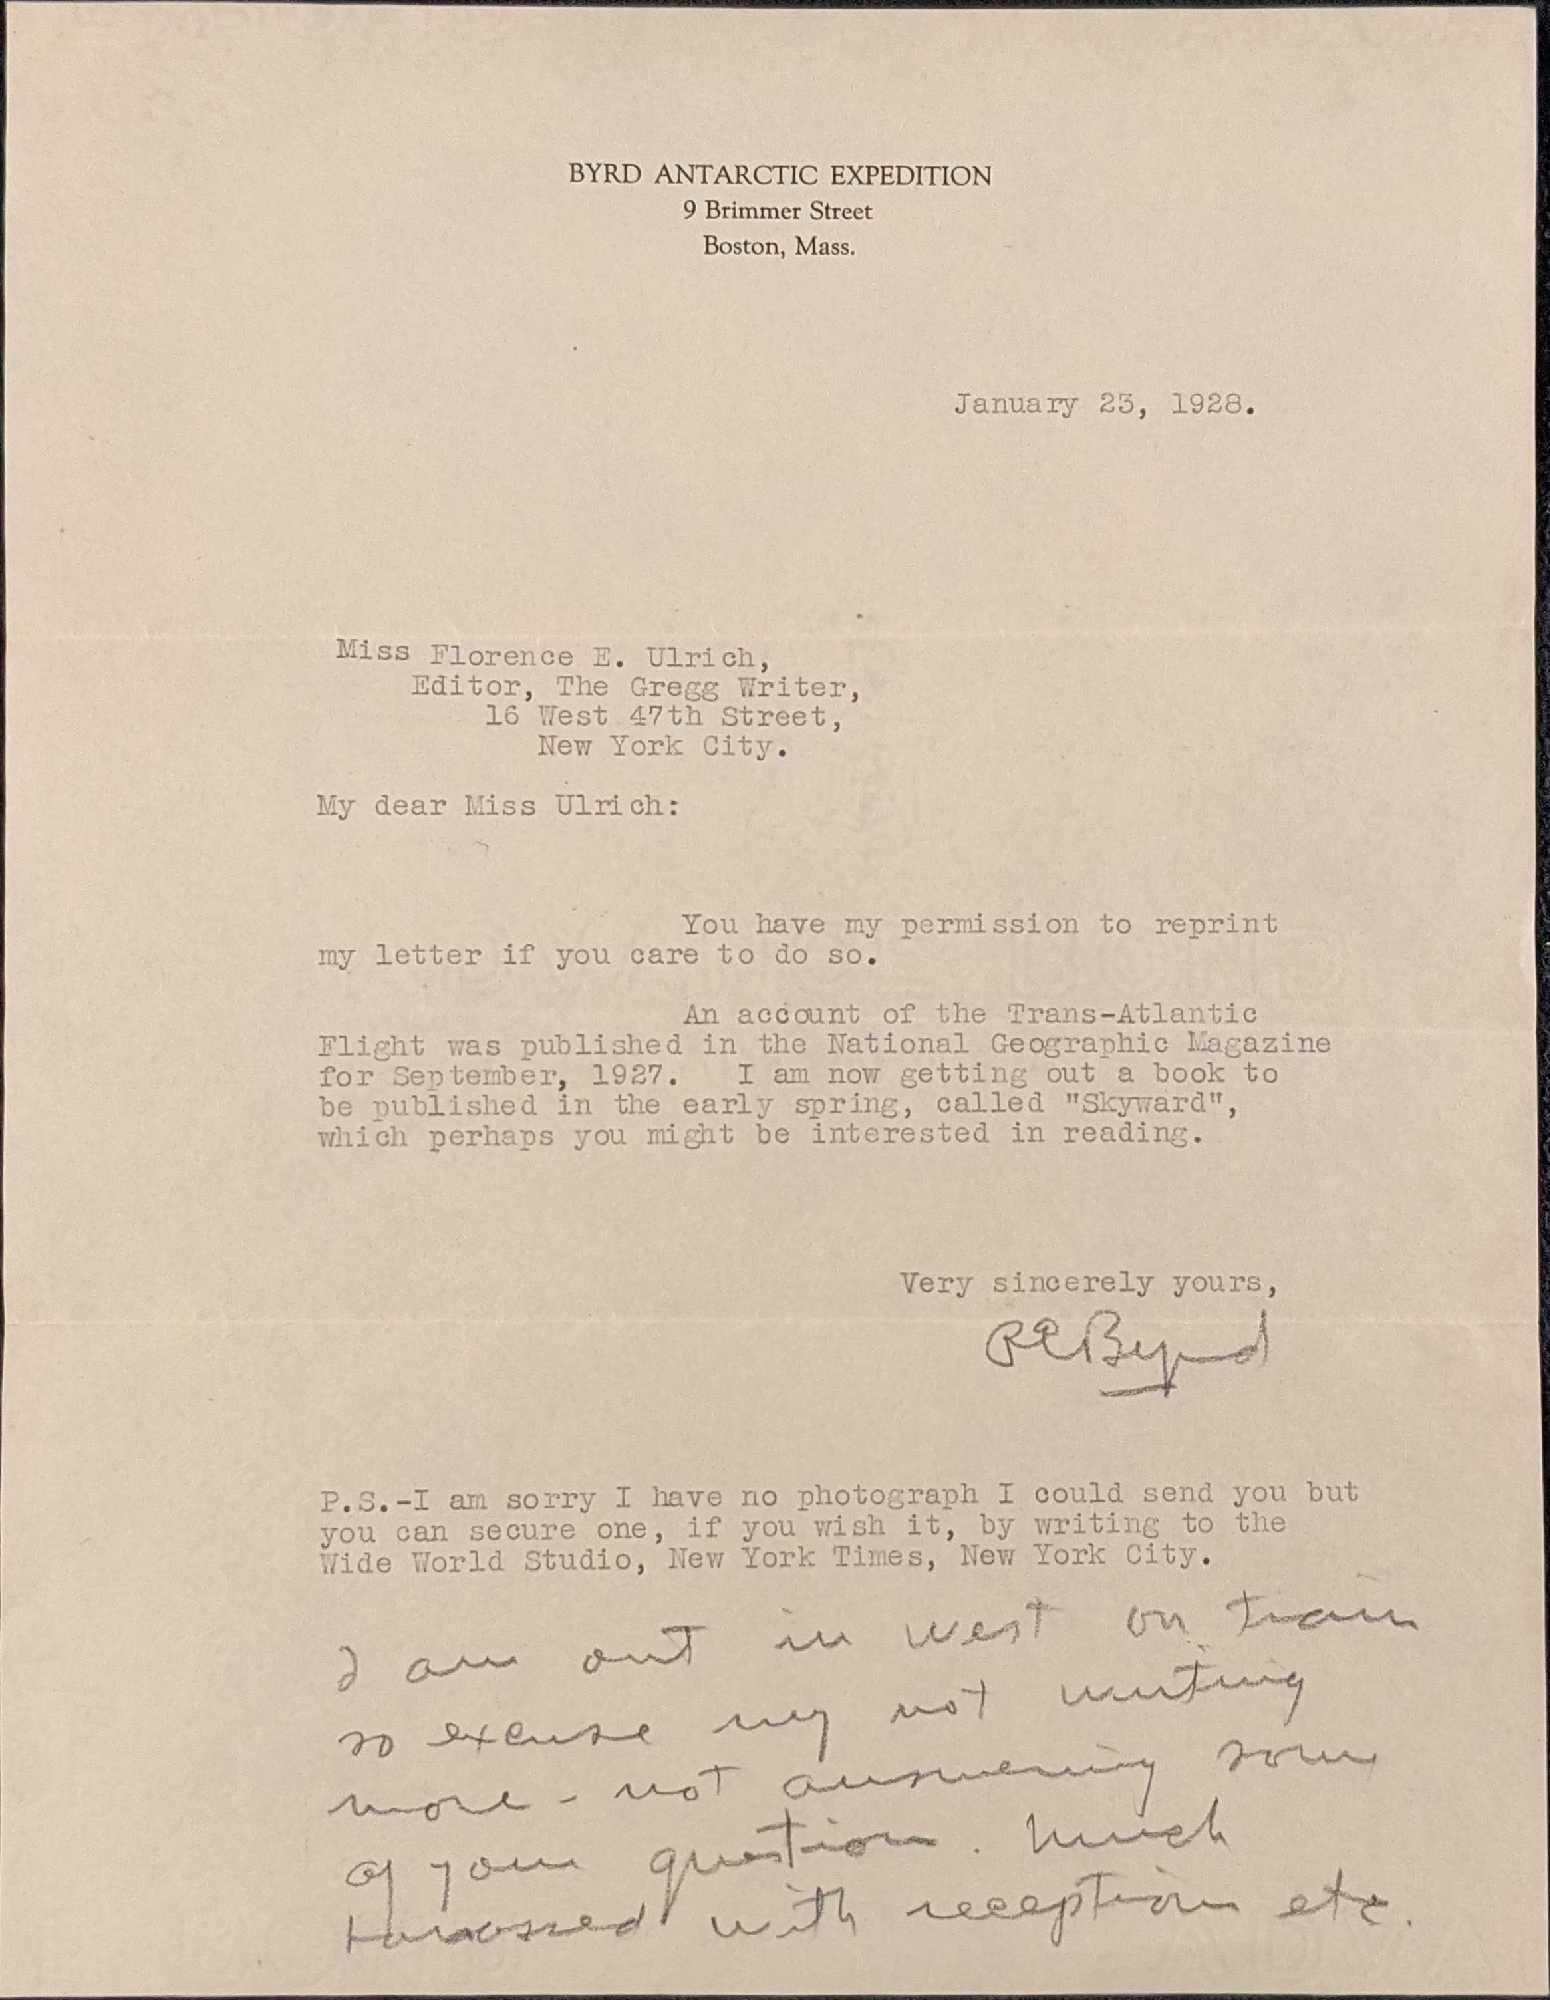 BYRD ANTARCTIC EXPEDITION
9 Brimmer Street
Boston, Mass.
January 23, 1928.
Miss Florence E. Ulrich,
Editor, The Gregg Writer,
16 West 47th Street,
New York City.
My dear Miss Ulrich:
You have my permission to reprint
my letter if you care to do so.
An account of the Trans-Atlantic
Flight was published in the National Geographic Magazine
for September, 1927. I am now getting out a book to
be published in the early spring, called "Skyward",
which perhaps you might be interested in reading.
Very sincerely yours,
RE Byrd
P.S.-I am sorry I have no photograph I could send you but
you can secure one, if you wish it, by writing to the
Wide World Studio, New York Times, New York City.
I am out in west on train
so excuse my not writing
more - not answering some
of your question. Much
harassed with reception etc.